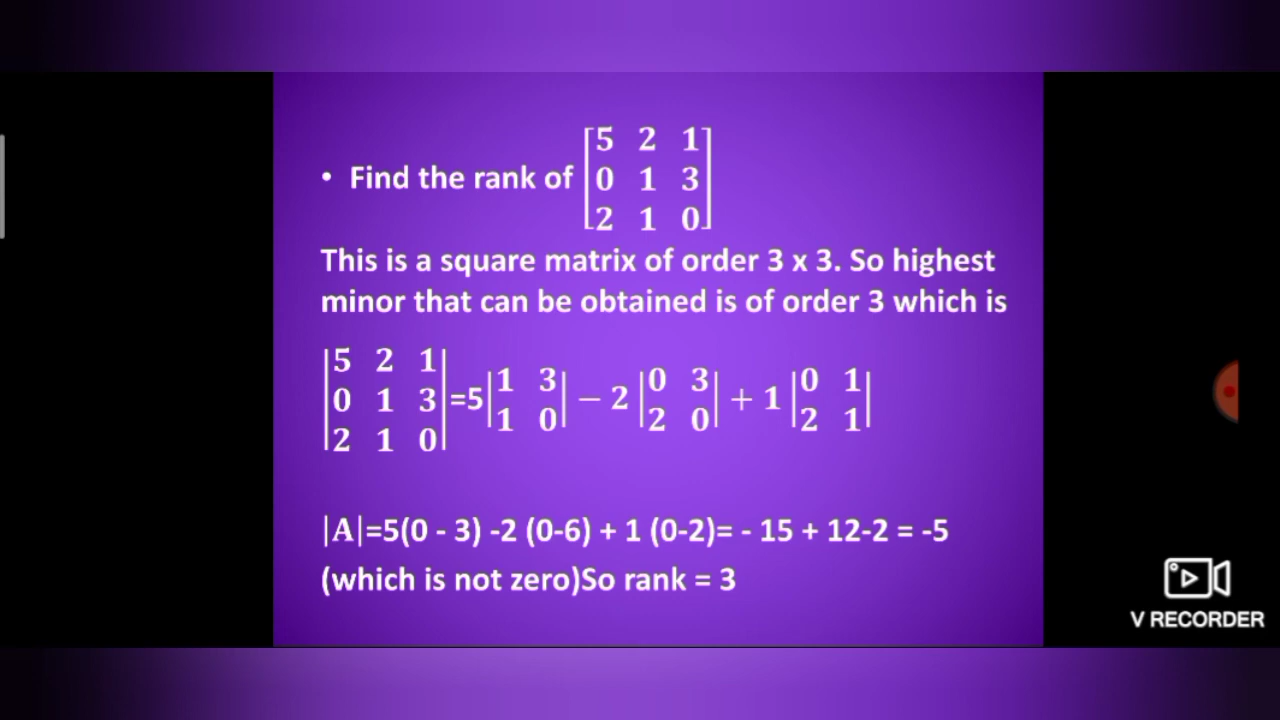 • Find the rank of [5 2 1
0 1 3
2 1 0]
This is a square matrix of order 3 x 3. So highest
minor that can be obtained is of order 3 which is
|5 2 1
0 1 3
2 1 0| =5|1 3
1 0| − 2 |0 3
2 0| + 1 |0 1
2 1|
|A|=5(0 - 3) -2 (0-6) + 1 (0-2)= - 15 + 12-2 = -5
(which is not zero)So rank = 3
V RECORDER